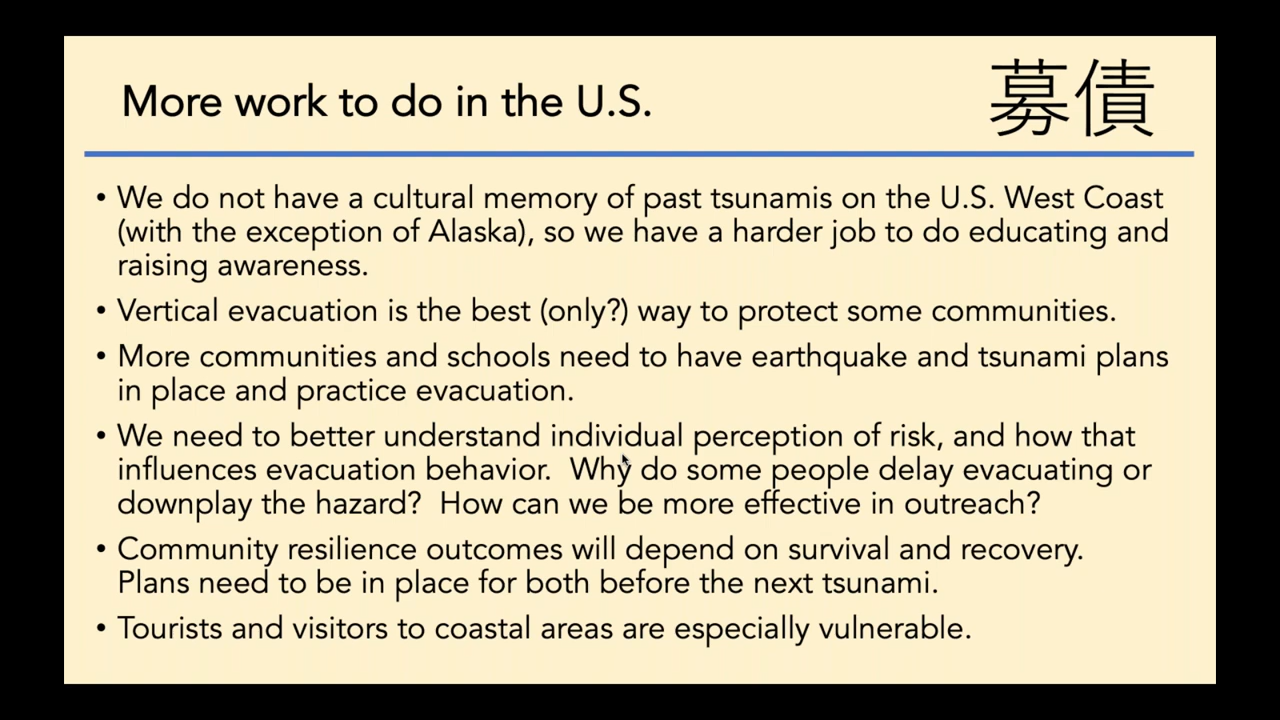 More work to do in the U.S.
募債
• We do not have a cultural memory of past tsunamis on the U.S. West Coast
(with the exception of Alaska), so we have a harder job to do educating and
raising awareness.
• Vertical evacuation is the best (only?) way to protect some communities.
• More communities and schools need to have earthquake and tsunami plans
in place and practice evacuation.
• We need to better understand individual perception of risk, and how that
influences evacuation behavior.  Why do some people delay evacuating or
downplay the hazard?  How can we be more effective in outreach?
• Community resilience outcomes will depend on survival and recovery.
Plans need to be in place for both before the next tsunami.
• Tourists and visitors to coastal areas are especially vulnerable.